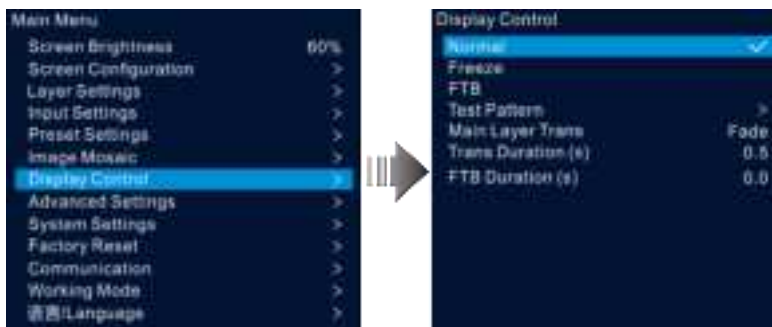 Main Menu
Screen Brightness 60%
Screen Configuration >
Layer Settings >
Input Settings >
Preset Settings >
Image Mosaic >
Display Control >
Advanced Settings >
System Settings >
Factory Reset >
Communication >
Working Mode >
语言/Language >
Display Control
Normal ✓
Freeze
FTB
Test Pattern >
Main Layer Trans Fade
Trans Duration (s) 0.5
FTB Duration (s) 0.0